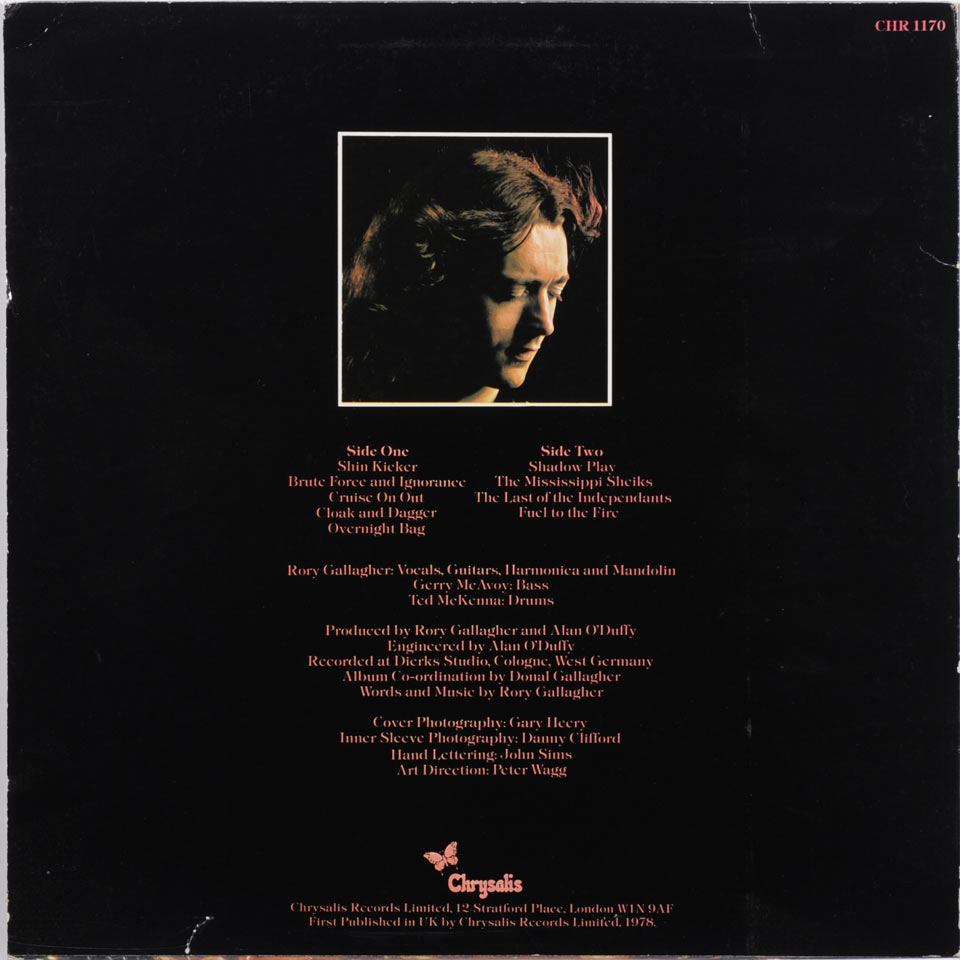 CHR 1170
Side One
Shin Kicker
Brute Force and Ignorance
Cruise On Out
Cloak and Dagger
Overnight Bag
Side Two
Shadow Play
The Mississippi Sheiks
The Last of the Independants
Fuel to the Fire
Rory Gallagher: Vocals, Guitars, Harmonica and Mandolin
Gerry McAvoy: Bass
Ted McKenna: Drums
Produced by Rory Gallagher and Alan O'Duffy
Engineered by Alan O'Duffy
Recorded at Dierks Studio, Cologne, West Germany
Album Co-ordination by Donal Gallagher
Words and Music by Rory Gallagher
Cover Photography: Gary Heery
Inner Sleeve Photography: Danny Clifford
Hand Lettering: John Sims
Art Direction: Peter Wagg
Chrysalis
Chrysalis Records Limited, 12 Stratford Place, London W1N 9AF
First Published in UK by Chrysalis Records Limited, 1978.